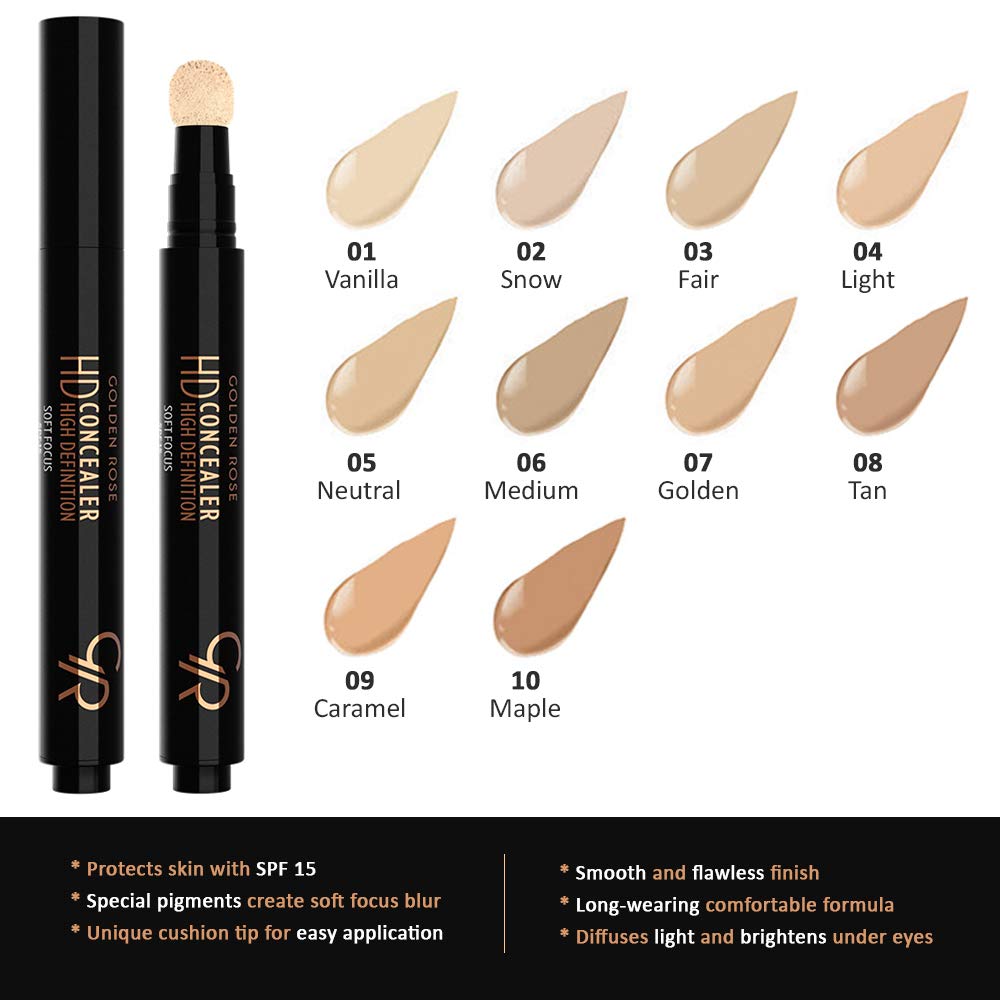 GOLDEN ROSE
HD CONCEALER
HIGH DEFINITION
SOFT FOCUS
GR
GOLDEN ROSE
HD CONCEALER
HIGH DEFINITION
SOFT FOCUS
GR
01 02 03 04
Vanilla Snow Fair Light
05 06 07 08
Neutral Medium Golden Tan
09 10
Caramel Maple
* Protects skin with SPF 15
* Special pigments create soft focus blur
* Unique cushion tip for easy application
* Smooth and flawless finish
* Long-wearing comfortable formula
* Diffuses light and brightens under eyes